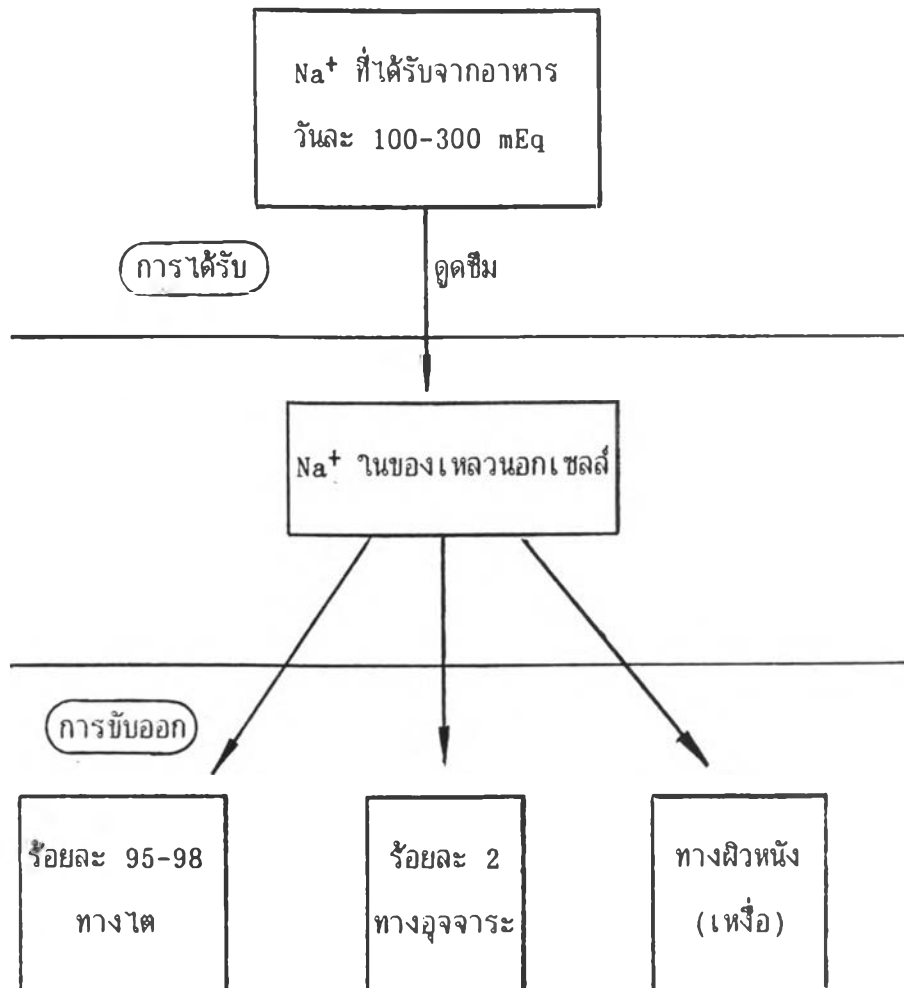 Na⁺ ที่ได้รับจากอาหาร
วันละ 100-300 mEq
การได้รับ
ดูดซึม
Na⁺ ในของเหลวนอกเซลล์
การขับออก
ร้อยละ 95-98
ทางไต
ร้อยละ 2
ทางอุจจาระ
ทางผิวหนัง
(เหงื่อ)